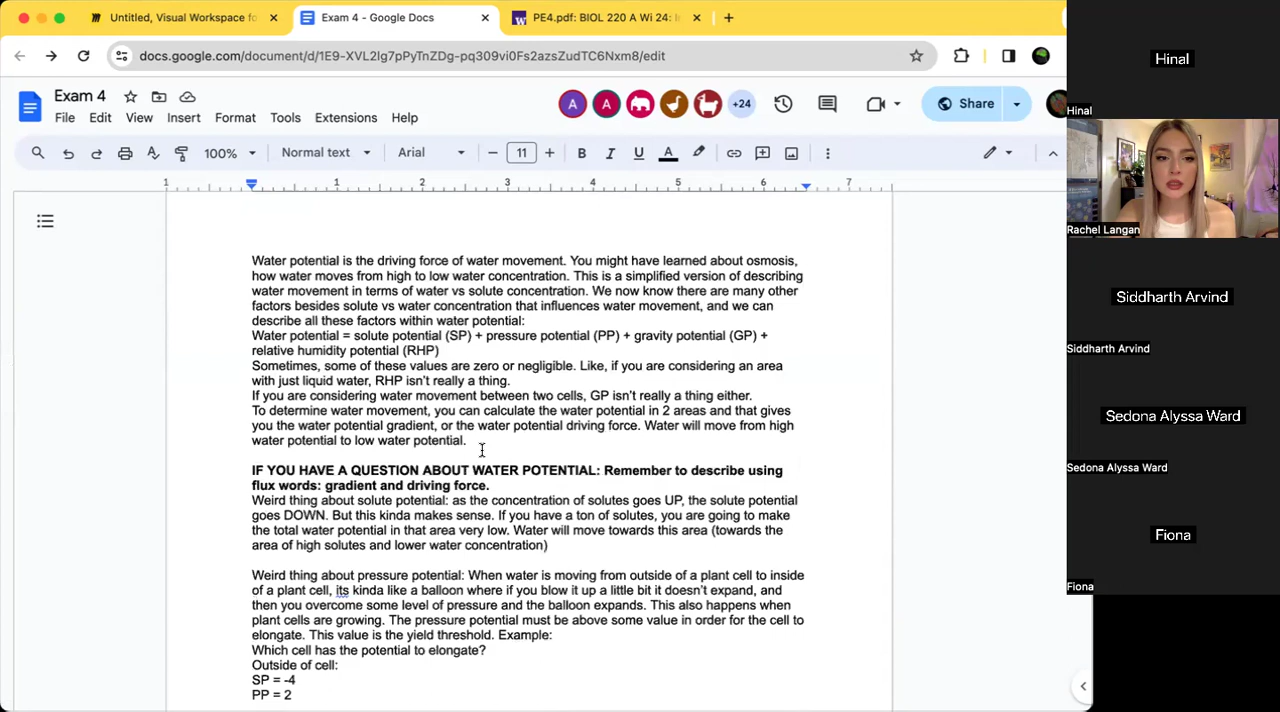 Untitled, Visual Workspace fo
Exam 4 - Google Docs
PE4.pdf: BIOL 220 A Wi 24: I
docs.google.com/document/d/1E9-XVL2lg7pPyTnZDg-pq309vi0Fs2azsZudTC6Nxm8/edit
Exam 4
File Edit View Insert Format Tools Extensions Help
A A +24 Share
100% Normal text Arial 11 B I U A
1 1 2 3 4 5 6 7
Water potential is the driving force of water movement. You might have learned about osmosis,
how water moves from high to low water concentration. This is a simplified version of describing
water movement in terms of water vs solute concentration. We now know there are many other
factors besides solute vs water concentration that influences water movement, and we can
describe all these factors within water potential:
Water potential = solute potential (SP) + pressure potential (PP) + gravity potential (GP) +
relative humidity potential (RHP)
Sometimes, some of these values are zero or negligible. Like, if you are considering an area
with just liquid water, RHP isn't really a thing.
If you are considering water movement between two cells, GP isn't really a thing either.
To determine water movement, you can calculate the water potential in 2 areas and that gives
you the water potential gradient, or the water potential driving force. Water will move from high
water potential to low water potential.
IF YOU HAVE A QUESTION ABOUT WATER POTENTIAL: Remember to describe using
flux words: gradient and driving force.
Weird thing about solute potential: as the concentration of solutes goes UP, the solute potential
goes DOWN. But this kinda makes sense. If you have a ton of solutes, you are going to make
the total water potential in that area very low. Water will move towards this area (towards the
area of high solutes and lower water concentration)
Weird thing about pressure potential: When water is moving from outside of a plant cell to inside
of a plant cell, its kinda like a balloon where if you blow it up a little bit it doesn't expand, and
then you overcome some level of pressure and the balloon expands. This also happens when
plant cells are growing. The pressure potential must be above some value in order for the cell to
elongate. This value is the yield threshold. Example:
Which cell has the potential to elongate?
Outside of cell:
SP = -4
PP = 2
Hinal
Hinal
Rachel Langan
Siddharth Arvind
Siddharth Arvind
Sedona Alyssa Ward
Sedona Alyssa Ward
Fiona
Fiona